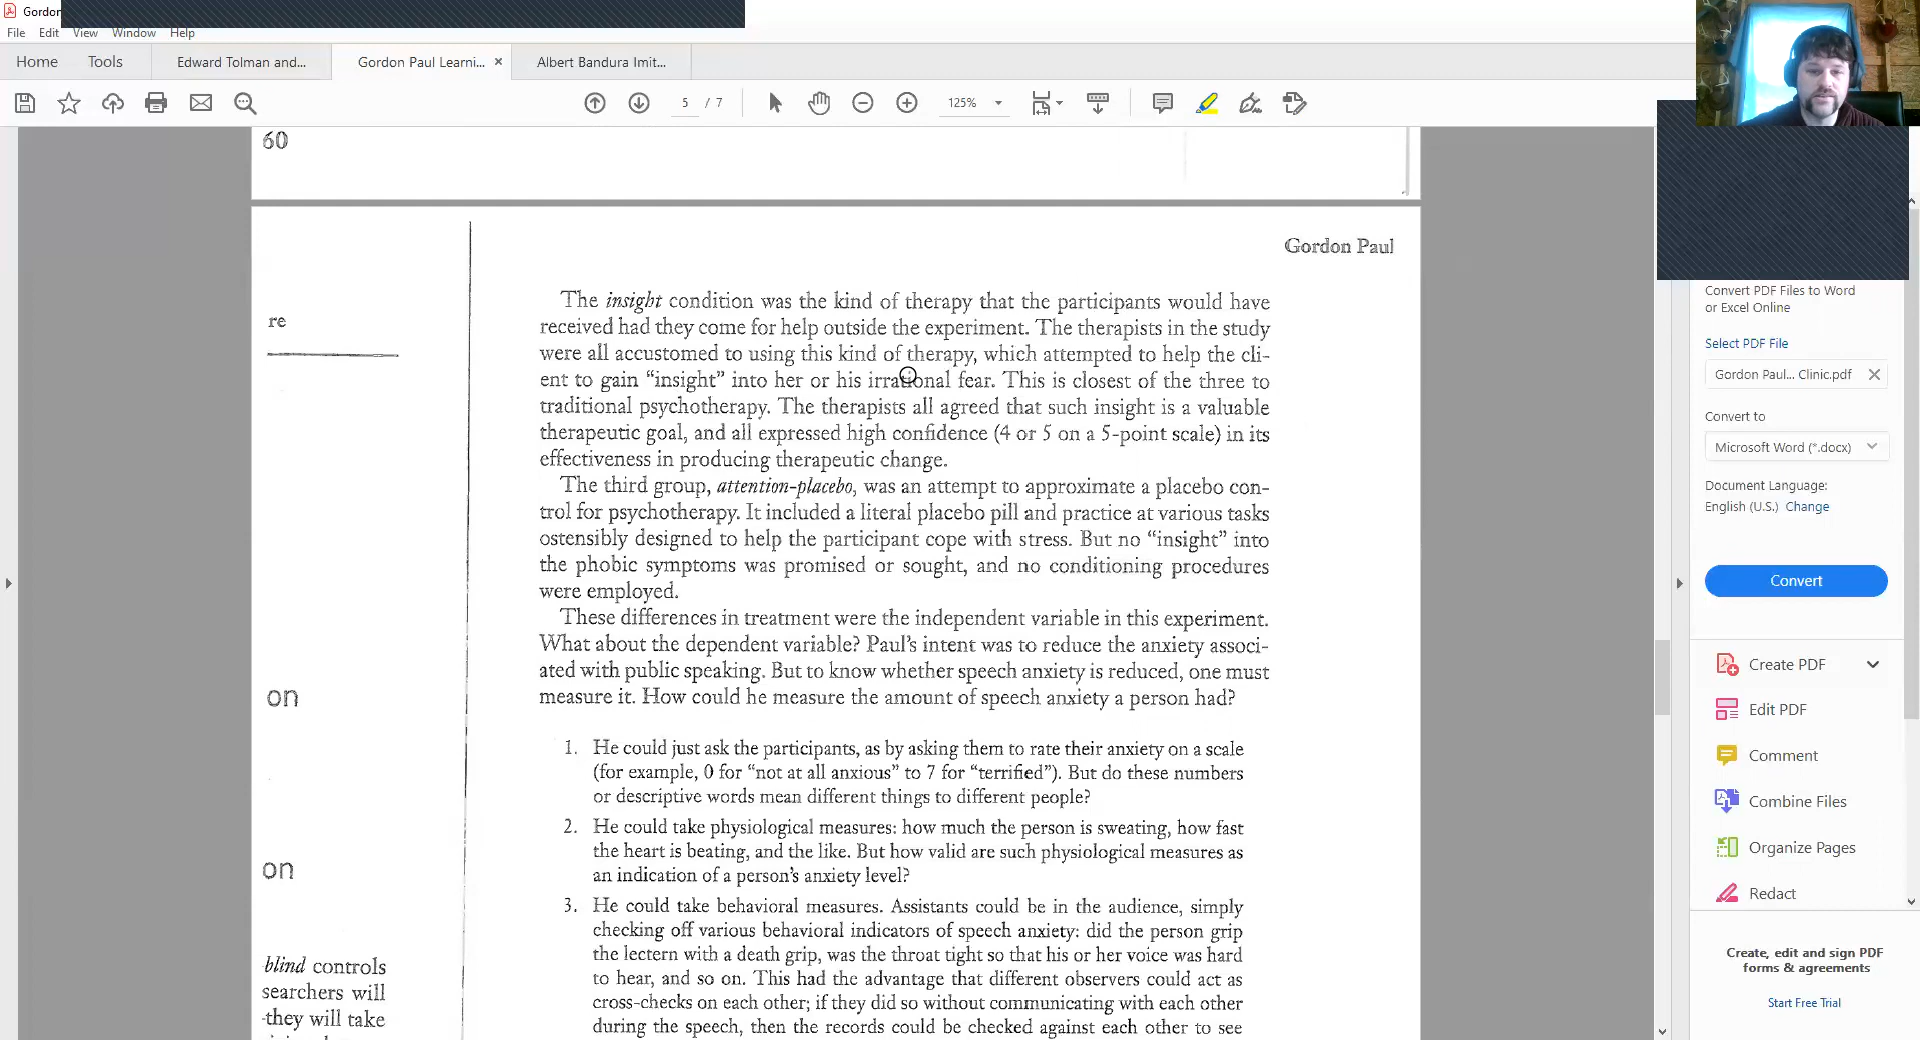 Gordon
File Edit View Window Help
Home Tools Edward Tolman and... Gordon Paul Learni... × Albert Bandura Imit...
5 / 7 125%
60
Gordon Paul
re
on
on
blind controls
searchers will
-they will take
The insight condition was the kind of therapy that the participants would have
received had they come for help outside the experiment. The therapists in the study
were all accustomed to using this kind of therapy, which attempted to help the cli-
ent to gain “insight” into her or his irrational fear. This is closest of the three to
traditional psychotherapy. The therapists all agreed that such insight is a valuable
therapeutic goal, and all expressed high confidence (4 or 5 on a 5-point scale) in its
effectiveness in producing therapeutic change.
The third group, attention-placebo, was an attempt to approximate a placebo con-
trol for psychotherapy. It included a literal placebo pill and practice at various tasks
ostensibly designed to help the participant cope with stress. But no “insight” into
the phobic symptoms was promised or sought, and no conditioning procedures
were employed.
These differences in treatment were the independent variable in this experiment.
What about the dependent variable? Paul’s intent was to reduce the anxiety associ-
ated with public speaking. But to know whether speech anxiety is reduced, one must
measure it. How could he measure the amount of speech anxiety a person had?
1. He could just ask the participants, as by asking them to rate their anxiety on a scale
(for example, 0 for “not at all anxious” to 7 for “terrified”). But do these numbers
or descriptive words mean different things to different people?
2. He could take physiological measures: how much the person is sweating, how fast
the heart is beating, and the like. But how valid are such physiological measures as
an indication of a person’s anxiety level?
3. He could take behavioral measures. Assistants could be in the audience, simply
checking off various behavioral indicators of speech anxiety: did the person grip
the lectern with a death grip, was the throat tight so that his or her voice was hard
to hear, and so on. This had the advantage that different observers could act as
cross-checks on each other; if they did so without communicating with each other
during the speech, then the records could be checked against each other to see
Convert PDF Files to Word
or Excel Online
Select PDF File
Gordon Paul... Clinic.pdf
Convert to
Microsoft Word (*.docx)
Document Language:
English (U.S.) Change
Convert
Create PDF
Edit PDF
Comment
Combine Files
Organize Pages
Redact
Create, edit and sign PDF
forms & agreements
Start Free Trial